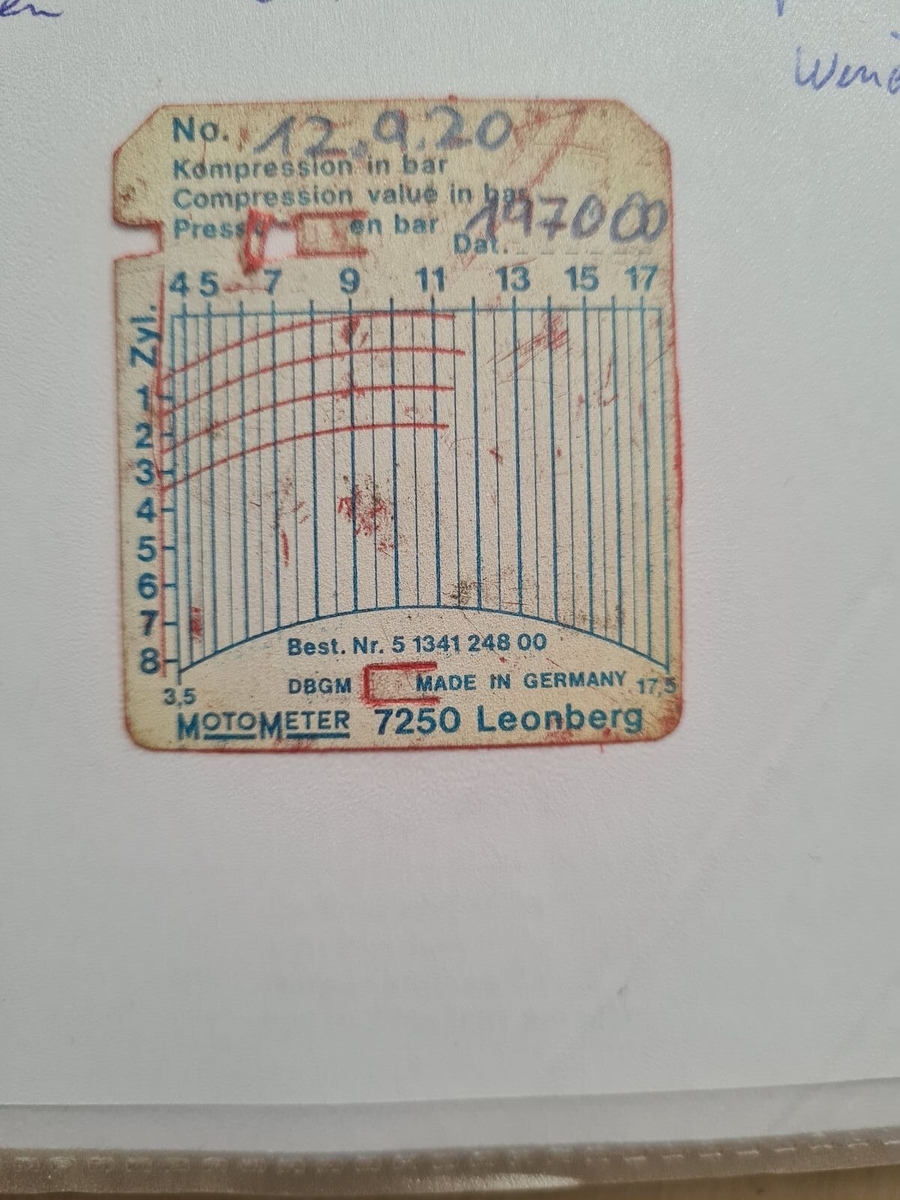 Wend
No. 12.9.20
Kompression in bar
Compression value in bar
Press en bar
Dat. 197000
4 5 7 9 11 13 15 17
Zyl.
1
2
3
4
5
6
7
8
3,5
17,5
Best. Nr. 5 1341 248 00
DBGM MADE IN GERMANY
MOTOMETER 7250 Leonberg